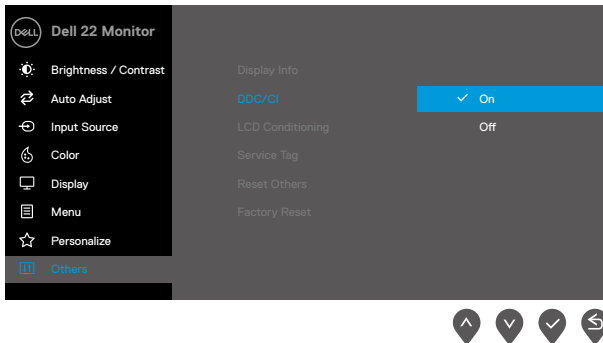 DELL Dell 22 Monitor
Brightness / Contrast
Auto Adjust
Input Source
Color
Display
Menu
Personalize
Others
Display Info
DDC/CI
LCD Conditioning
Service Tag
Reset Others
Factory Reset
On
Off